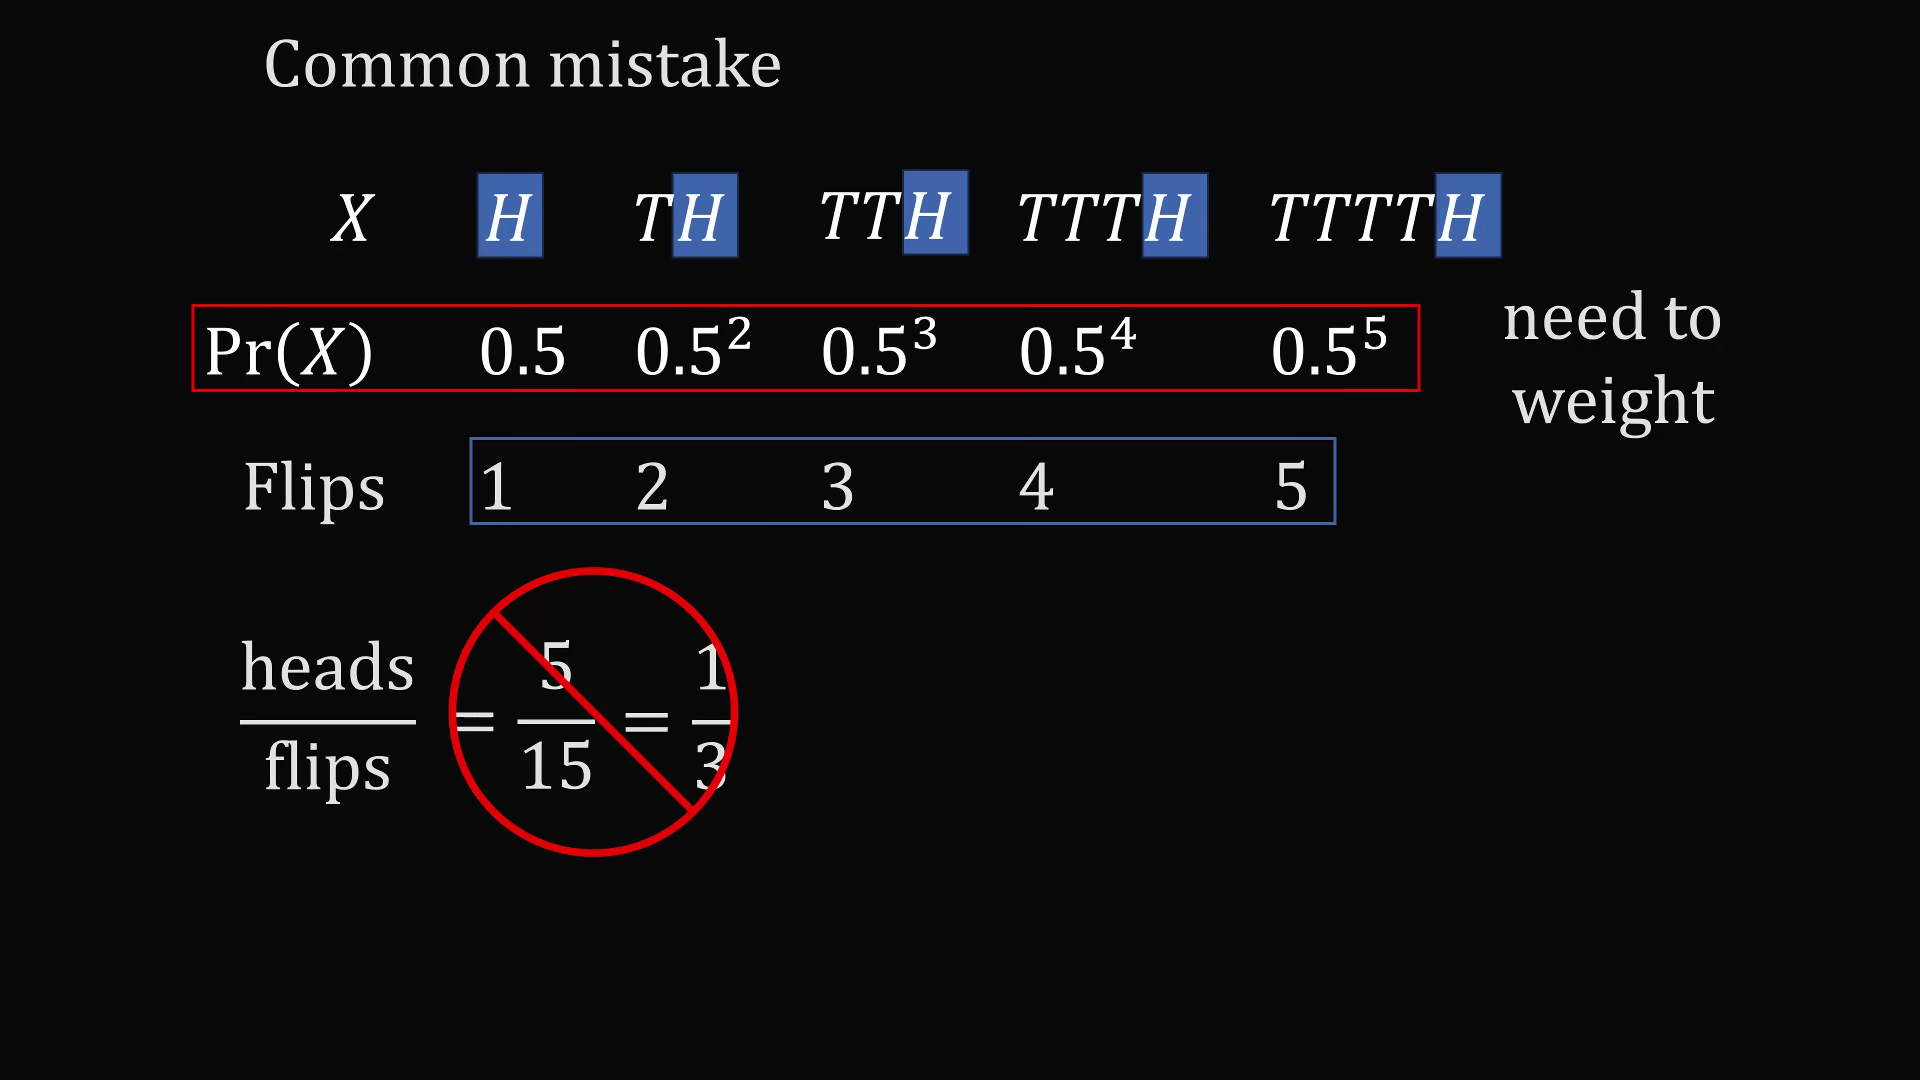 Common mistake
X H TH TTH TTTH TTTTH
Pr(X) 0.5 0.5² 0.5³ 0.5⁴ 0.5⁵
need to
weight
Flips 1 2 3 4 5
heads/flips = 5/15 = 1/3